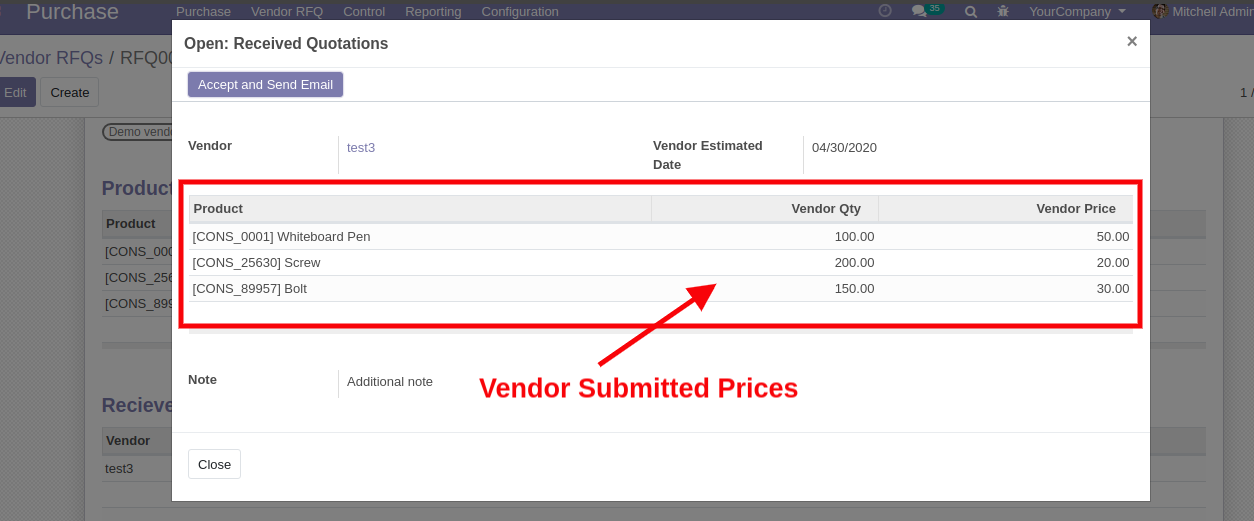 Purchase Purchase Vendor RFQ Control Reporting Configuration 35 YourCompany Mitchell Admin
Open: Received Quotations ×
Vendor RFQs / RFQ00
Accept and Send Email
Edit Create 1 /
Demo vend
Vendor test3 Vendor Estimated Date 04/30/2020
Product
Product Vendor Qty Vendor Price
Product
[CONS_0001] Whiteboard Pen 100.00 50.00
[CONS_000
[CONS_25630] Screw 200.00 20.00
[CONS_256
[CONS_89957] Bolt 150.00 30.00
[CONS_899
Note Additional note
Vendor Submitted Prices
Recieve
Vendor
Close
test3